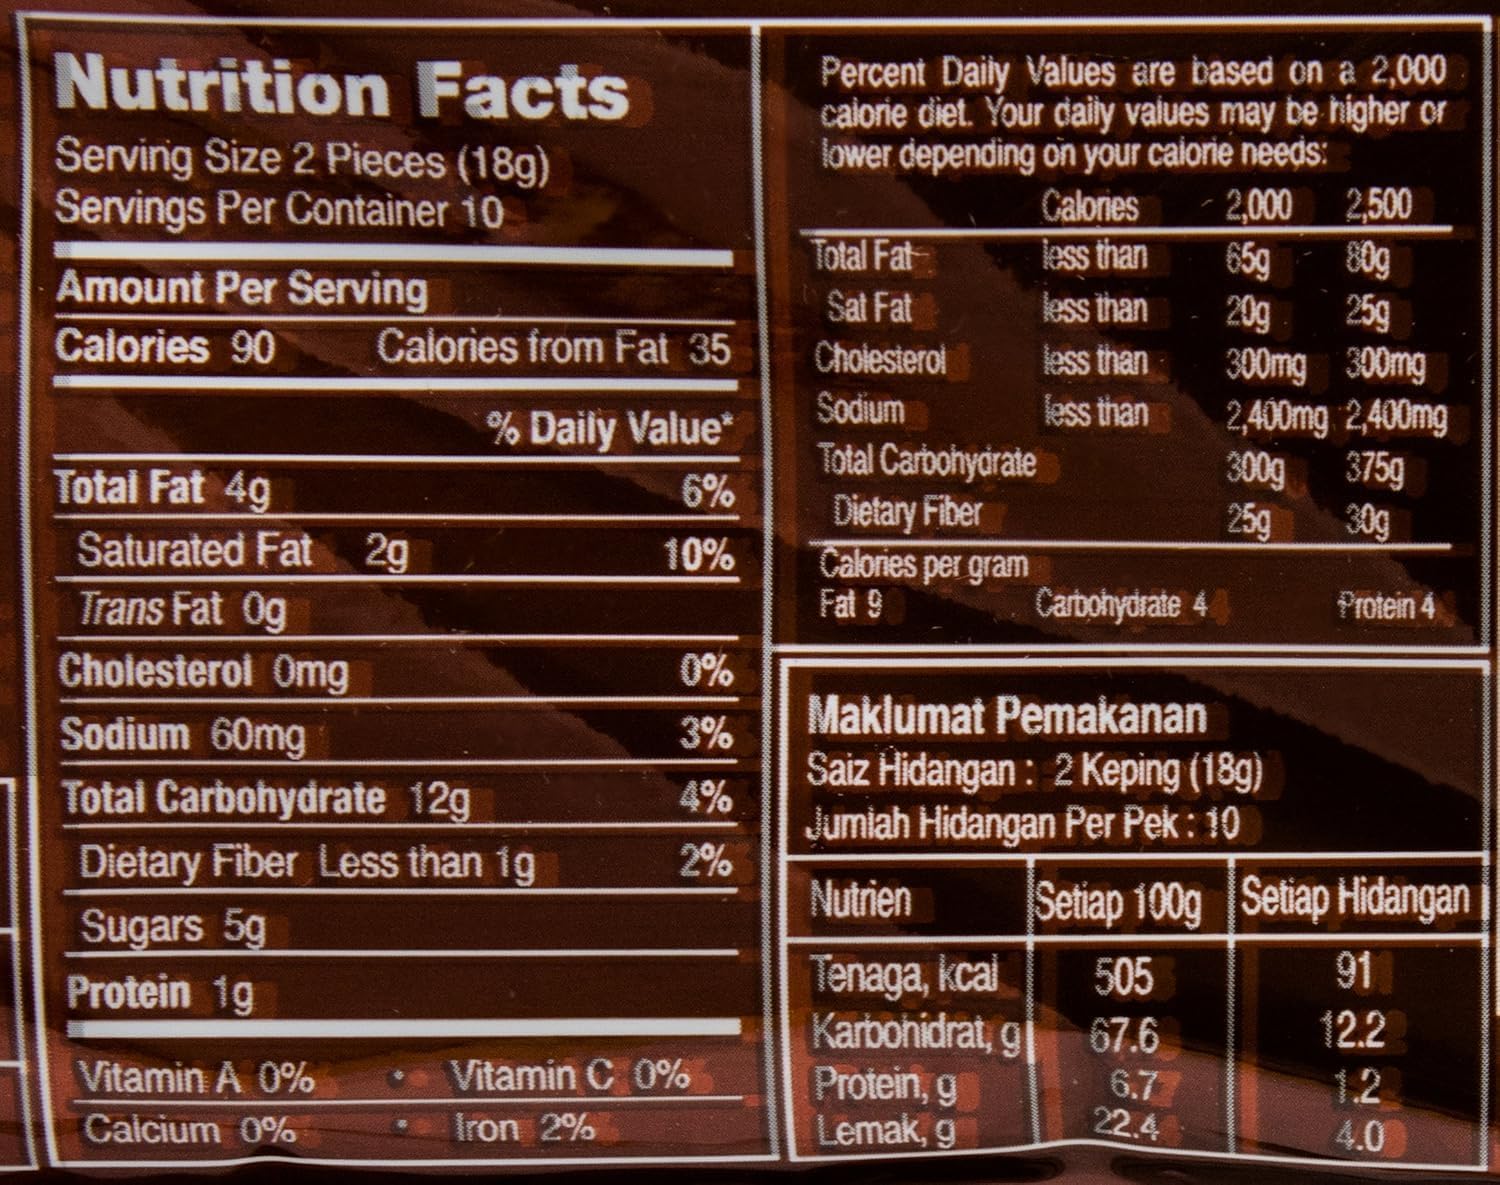 Nutrition Facts
Serving Size 2 Pieces (18g)
Servings Per Container 10
Amount Per Serving
Calories 90 Calories from Fat 35
% Daily Value*
Total Fat 4g 6%
Saturated Fat 2g 10%
Trans Fat 0g
Cholesterol 0mg 0%
Sodium 60mg 3%
Total Carbohydrate 12g 4%
Dietary Fiber Less than 1g 2%
Sugars 5g
Protein 1g
Vitamin A 0% • Vitamin C 0%
Calcium 0% • Iron 2%
Percent Daily Values are based on a 2,000
calorie diet. Your daily values may be higher or
lower depending on your calorie needs:
Calories 2,000 2,500
Total Fat less than 65g 80g
Sat Fat less than 20g 25g
Cholesterol less than 300mg 300mg
Sodium less than 2,400mg 2,400mg
Total Carbohydrate 300g 375g
Dietary Fiber 25g 30g
Calories per gram
Fat 9 Carbohydrate 4 Protein 4
Maklumat Pemakanan
Saiz Hidangan : 2 Keping (18g)
Jumlah Hidangan Per Pek : 10
Nutrien Setiap 100g Setiap Hidangan
Tenaga, kcal 505 91
Karbohidrat, g 67.6 12.2
Protein, g 6.7 1.2
Lemak, g 22.4 4.0